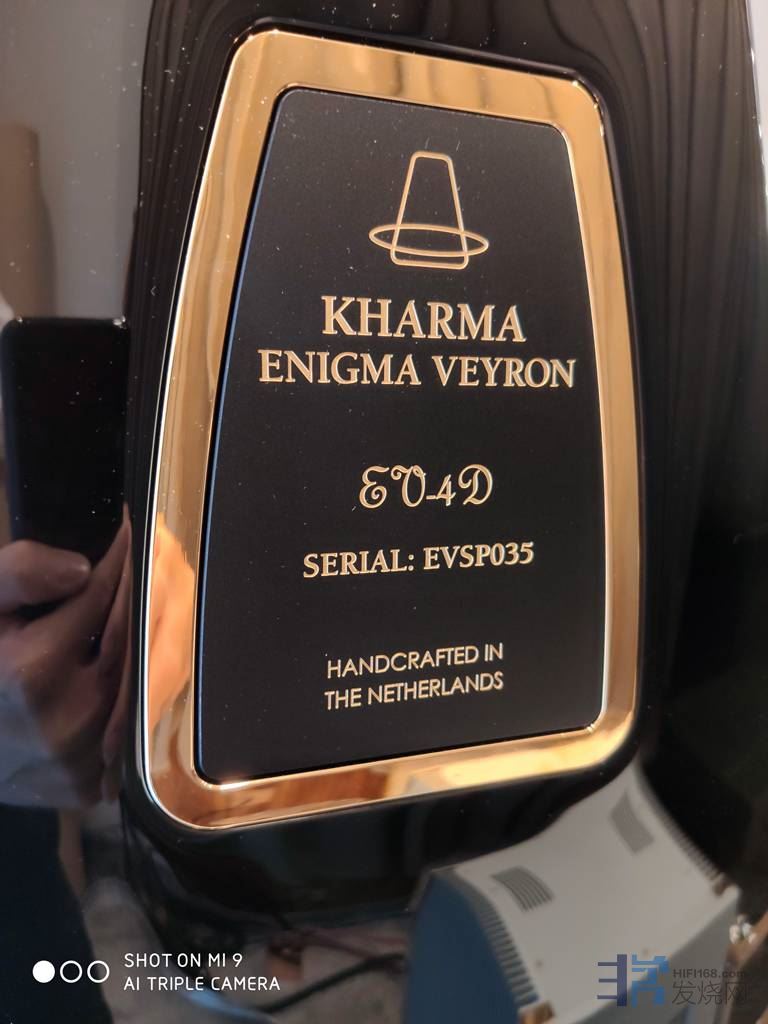 KHARMA
ENIGMA VEYRON
EV-4D
SERIAL: EVSP035
HANDCRAFTED IN
THE NETHERLANDS
SHOT ON MI 9
AI TRIPLE CAMERA
HIFI168.com
发烧网